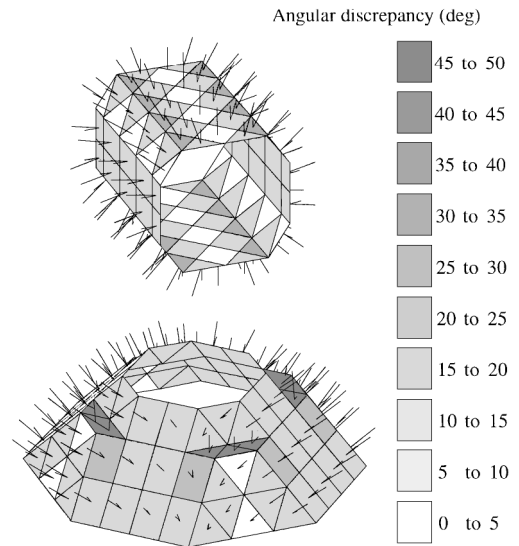 Angular discrepancy (deg)
45 to 50
40 to 45
35 to 40
30 to 35
25 to 30
20 to 25
15 to 20
10 to 15
5 to 10
0 to 5